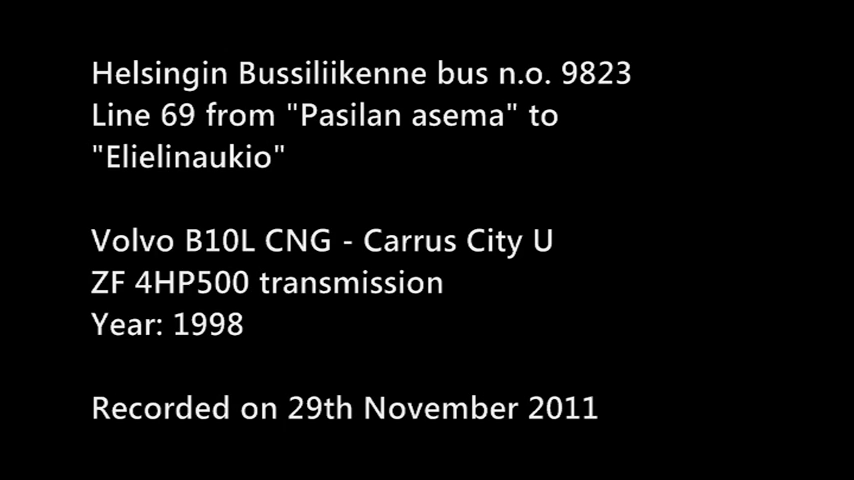 Helsingin Bussiliikenne bus n.o. 9823
Line 69 from "Pasilan asema" to
"Elielinaukio"
Volvo B10L CNG - Carrus City U
ZF 4HP500 transmission
Year: 1998
Recorded on 29th November 2011